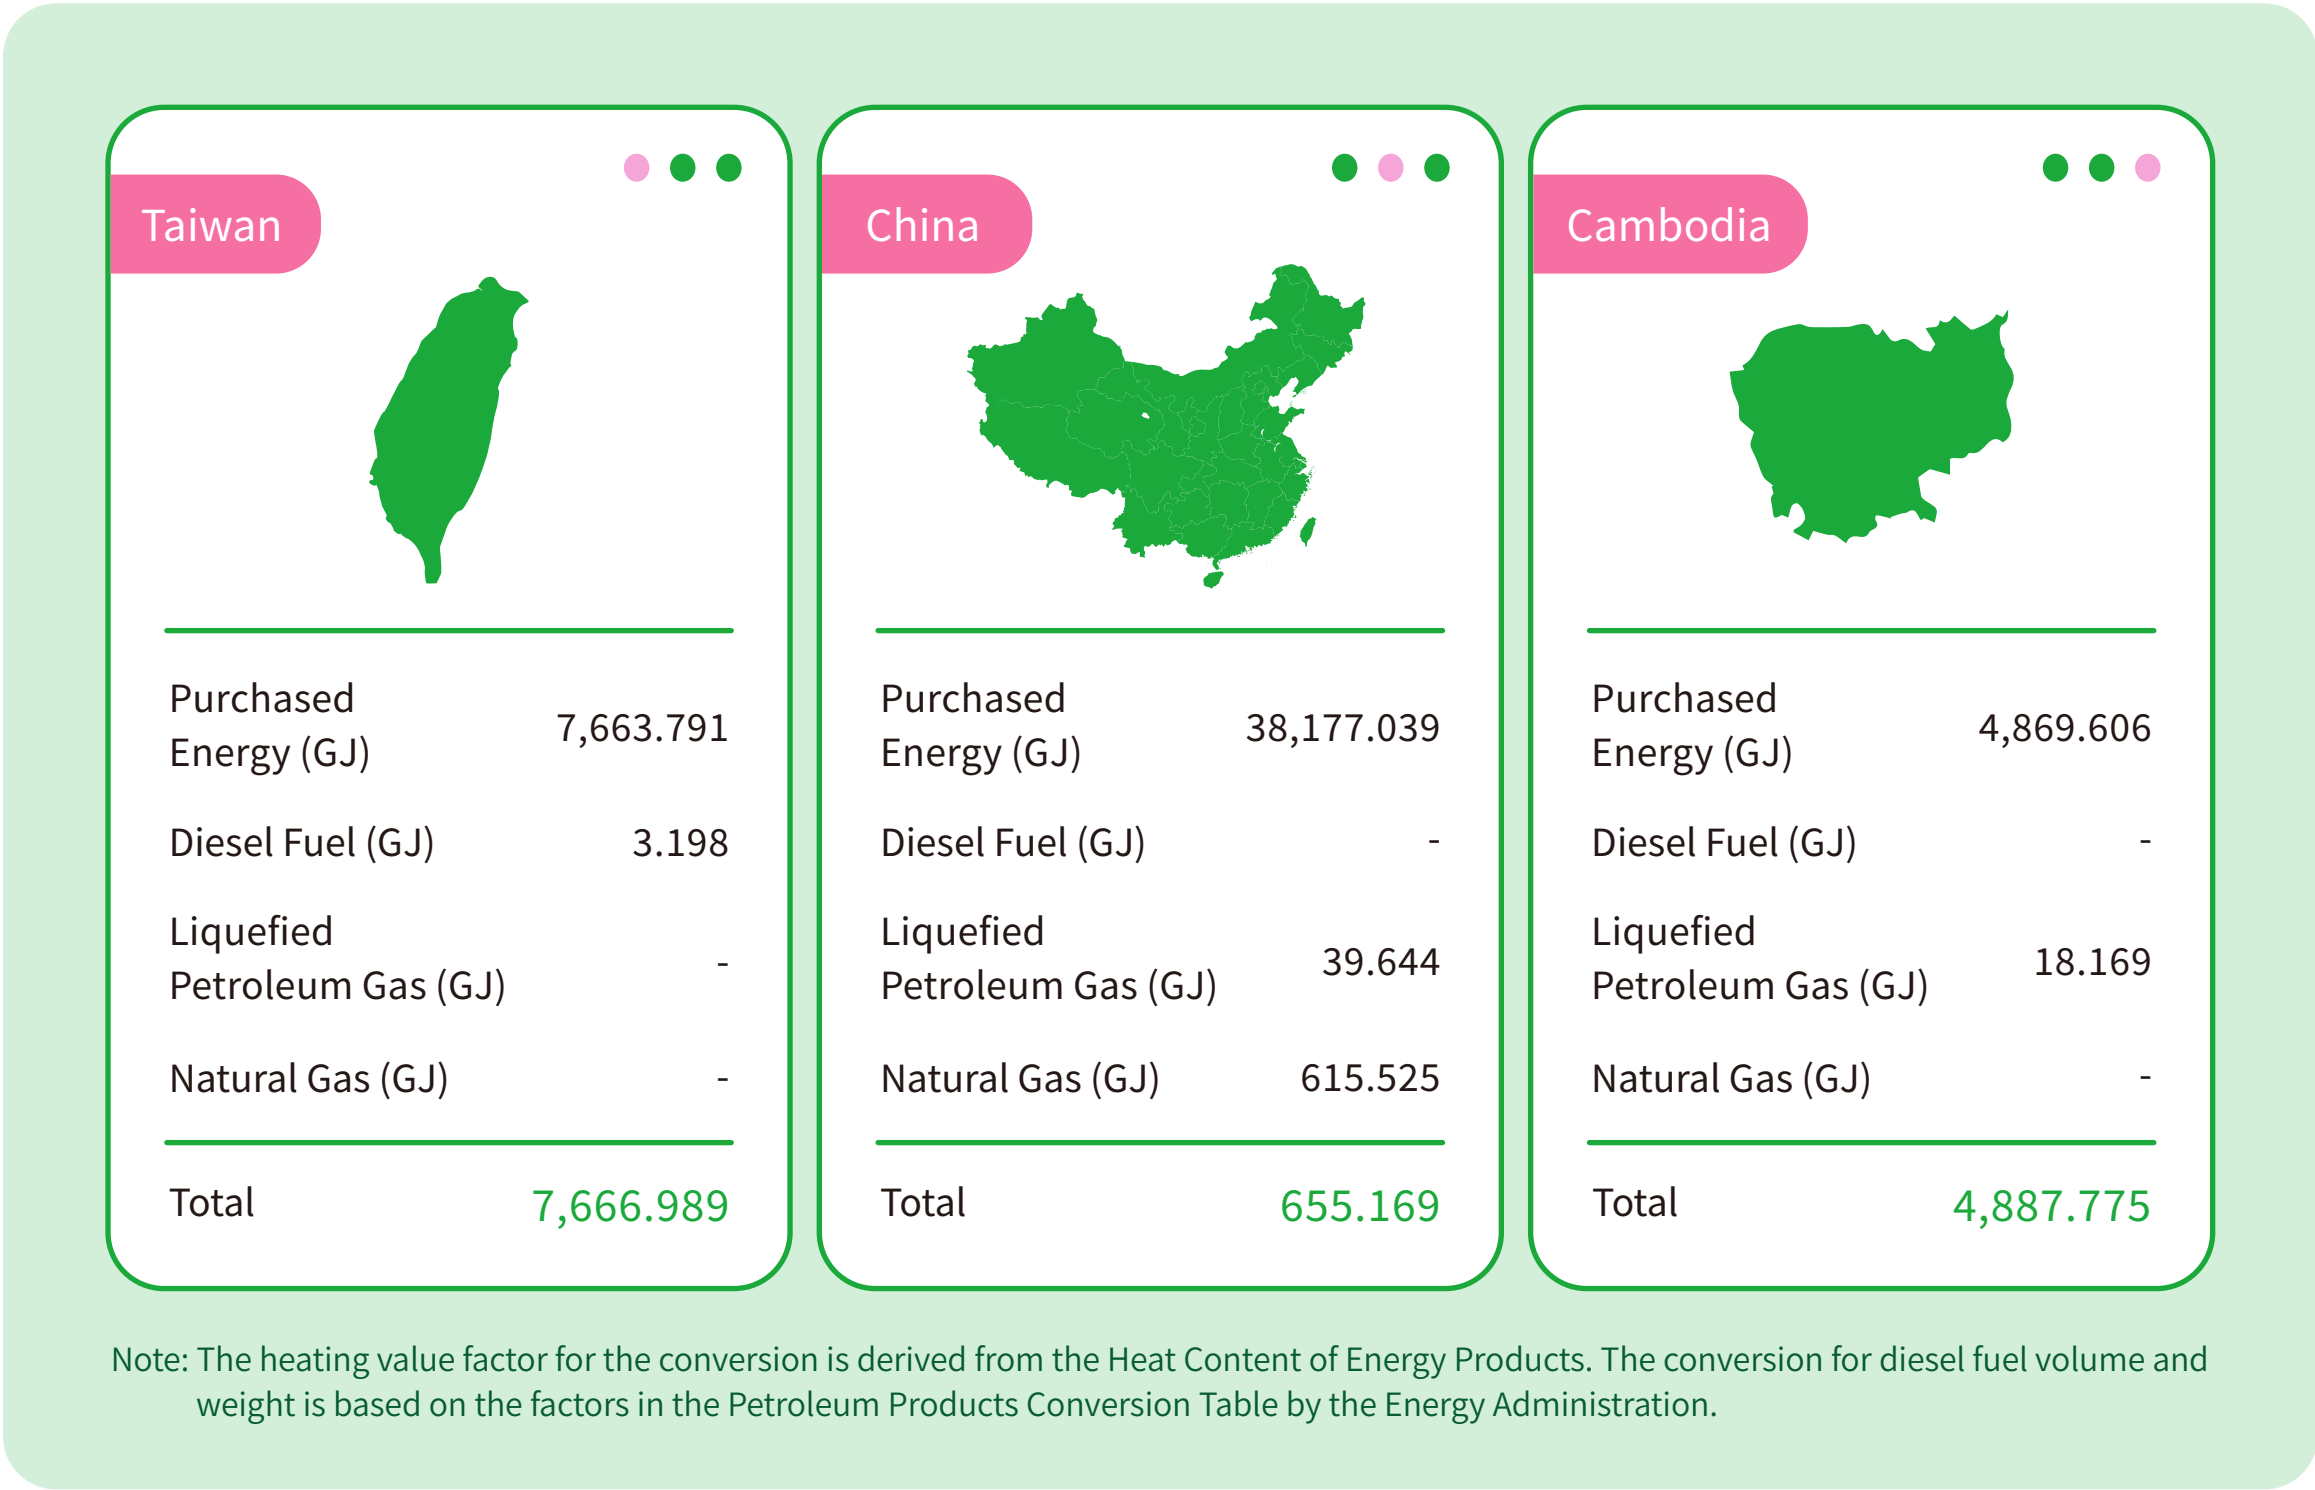 Taiwan
Purchased
Energy (GJ)
7,663.791
Diesel Fuel (GJ)
3.198
Liquefied
Petroleum Gas (GJ)
-
Natural Gas (GJ)
-
Total
7,666.989
China
Purchased
Energy (GJ)
38,177.039
Diesel Fuel (GJ)
-
Liquefied
Petroleum Gas (GJ)
39.644
Natural Gas (GJ)
615.525
Total
655.169
Cambodia
Purchased
Energy (GJ)
4,869.606
Diesel Fuel (GJ)
-
Liquefied
Petroleum Gas (GJ)
18.169
Natural Gas (GJ)
-
Total
4,887.775
Note: The heating value factor for the conversion is derived from the Heat Content of Energy Products. The conversion for diesel fuel volume and
weight is based on the factors in the Petroleum Products Conversion Table by the Energy Administration.